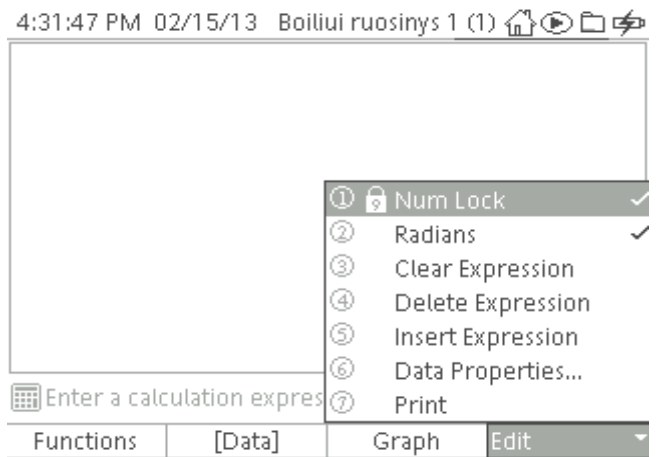 4:31:47 PM 02/15/13 Boiliui ruosinys 1 (1)
① Num Lock
② Radians
③ Clear Expression
④ Delete Expression
⑤ Insert Expression
⑥ Data Properties...
⑦ Print
Enter a calculation expres
Functions [Data] Graph Edit